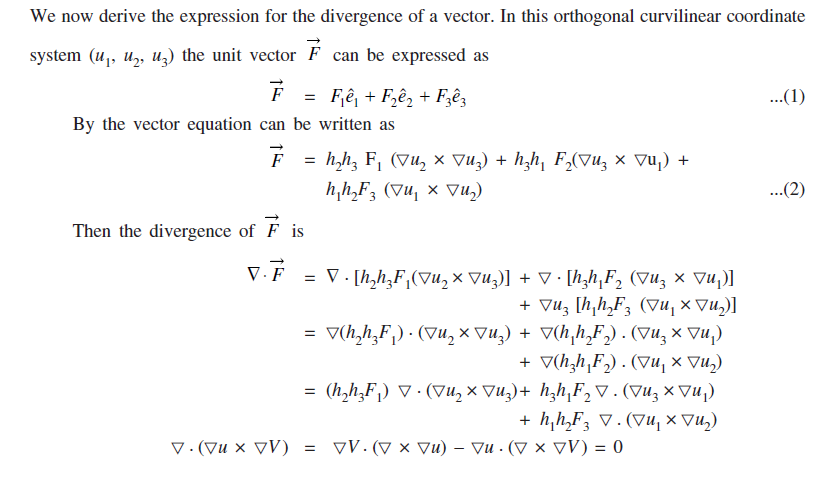 We now derive the expression for the divergence of a vector. In this orthogonal curvilinear coordinate
system (u₁, u₂, u₃) the unit vector F⃗ can be expressed as
F⃗ = F₁ê₁ + F₂ê₂ + F₃ê₃ ...(1)
By the vector equation can be written as
F⃗ = h₂h₃ F₁ (∇u₂ × ∇u₃) + h₃h₁ F₂(∇u₃ × ∇u₁) +
h₁h₂F₃ (∇u₁ × ∇u₂) ...(2)
Then the divergence of F⃗ is
∇ · F⃗ = ∇ · [h₂h₃F₁(∇u₂ × ∇u₃)] + ∇ · [h₃h₁F₂ (∇u₃ × ∇u₁)]
+ ∇u₃ [h₁h₂F₃ (∇u₁ × ∇u₂)]
= ∇(h₂h₃F₁) · (∇u₂ × ∇u₃) + ∇(h₁h₂F₂) . (∇u₃ × ∇u₁)
+ ∇(h₃h₁F₂) . (∇u₁ × ∇u₂)
= (h₂h₃F₁) ∇ · (∇u₂ × ∇u₃)+ h₃h₁F₂ ∇ . (∇u₃ × ∇u₁)
+ h₁h₂F₃ ∇ . (∇u₁ × ∇u₂)
∇ · (∇u × ∇V) = ∇V · (∇ × ∇u) – ∇u · (∇ × ∇V) = 0